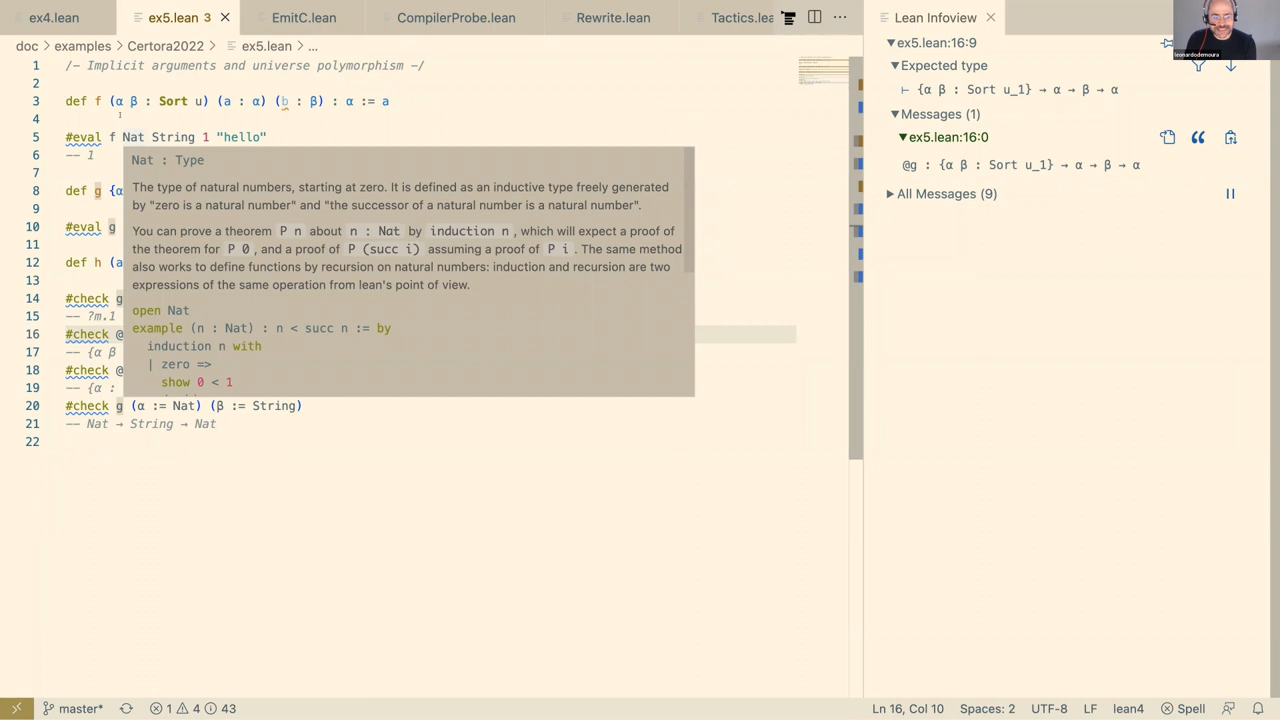 ex4.lean
ex5.lean 3
EmitC.lean
CompilerProbe.lean
Rewrite.lean
Tactics.lea
Lean Infoview
leonardodemoura
doc > examples > Certora2022 > ex5.lean > ...
1 /- Implicit arguments and universe polymorphism -/
2
3 def f (α β : Sort u) (a : α) (b : β) : α := a
4
5 #eval f Nat String 1 "hello"
6 -- 1
7
8 def g {α
9
10 #eval g
11
12 def h (a
13
14 #check g
15 -- ?m.1
16 #check @
17 -- {α β
18 #check @
19 -- {α :
20 #check g (α := Nat) (β := String)
21 -- Nat → String → Nat
22
Nat : Type
The type of natural numbers, starting at zero. It is defined as an inductive type freely generated
by "zero is a natural number" and "the successor of a natural number is a natural number".
You can prove a theorem P n about n : Nat by induction n , which will expect a proof of
the theorem for P 0 , and a proof of P (succ i) assuming a proof of P i . The same method
also works to define functions by recursion on natural numbers: induction and recursion are two
expressions of the same operation from lean's point of view.
open Nat
example (n : Nat) : n < succ n := by
induction n with
| zero =>
show 0 < 1
ex5.lean:16:9
Expected type
⊢ {α β : Sort u_1} → α → β → α
Messages (1)
ex5.lean:16:0
@g : {α β : Sort u_1} → α → β → α
All Messages (9)
master* 1 4 43
Ln 16, Col 10 Spaces: 2 UTF-8 LF lean4 Spell